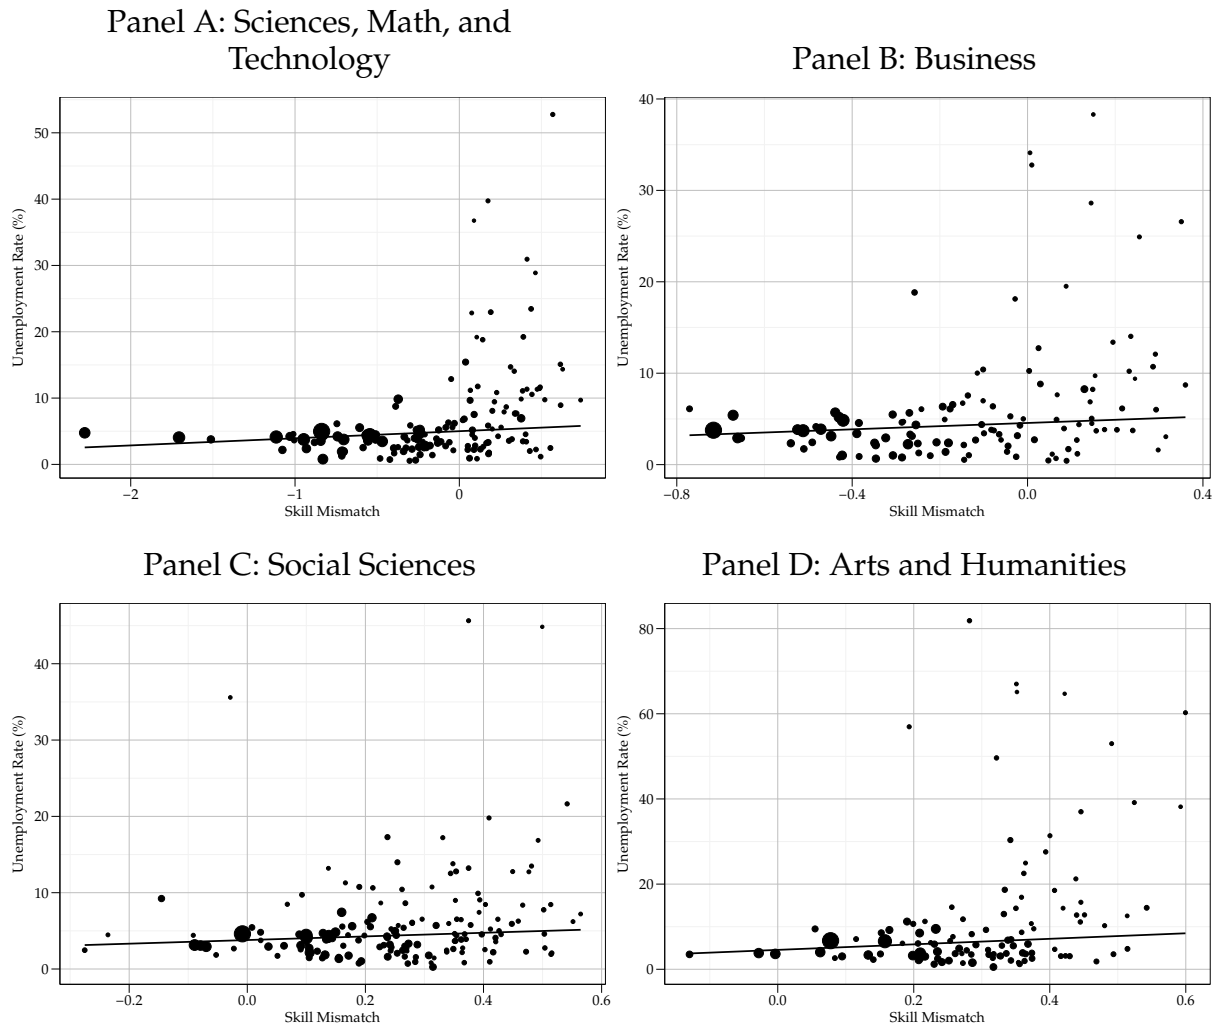 Panel A: Sciences, Math, and
Technology
Unemployment Rate (%)
50
40
30
20
10
0
−2
−1
0
Skill Mismatch
Panel B: Business
Unemployment Rate (%)
40
30
20
10
0
−0.8
−0.4
0.0
0.4
Skill Mismatch
Panel C: Social Sciences
Unemployment Rate (%)
40
30
20
10
0
−0.2
0.0
0.2
0.4
0.6
Skill Mismatch
Panel D: Arts and Humanities
Unemployment Rate (%)
80
60
40
20
0
0.0
0.2
0.4
0.6
Skill Mismatch